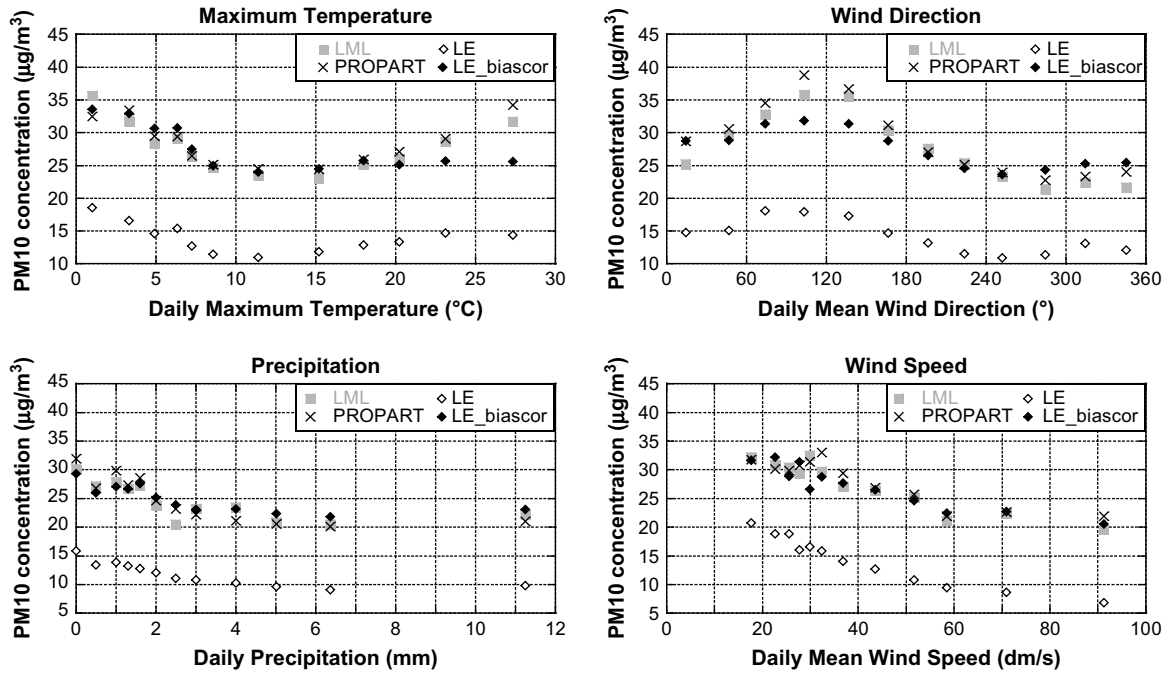 Maximum Temperature
PM10 concentration (µg/m³)
45
40
35
30
25
20
15
10
LML
LE
PROPART
LE_biascor
0 5 10 15 20 25 30
Daily Maximum Temperature (°C)
Wind Direction
PM10 concentration (µg/m³)
45
40
35
30
25
20
15
10
LML
LE
PROPART
LE_biascor
0 60 120 180 240 300 360
Daily Mean Wind Direction (°)
Precipitation
PM10 concentration (µg/m³)
45
40
35
30
25
20
15
10
5
LML
LE
PROPART
LE_biascor
0 2 4 6 8 10 12
Daily Precipitation (mm)
Wind Speed
PM10 concentration (µg/m³)
45
40
35
30
25
20
15
10
5
LML
LE
PROPART
LE_biascor
0 20 40 60 80 100
Daily Mean Wind Speed (dm/s)